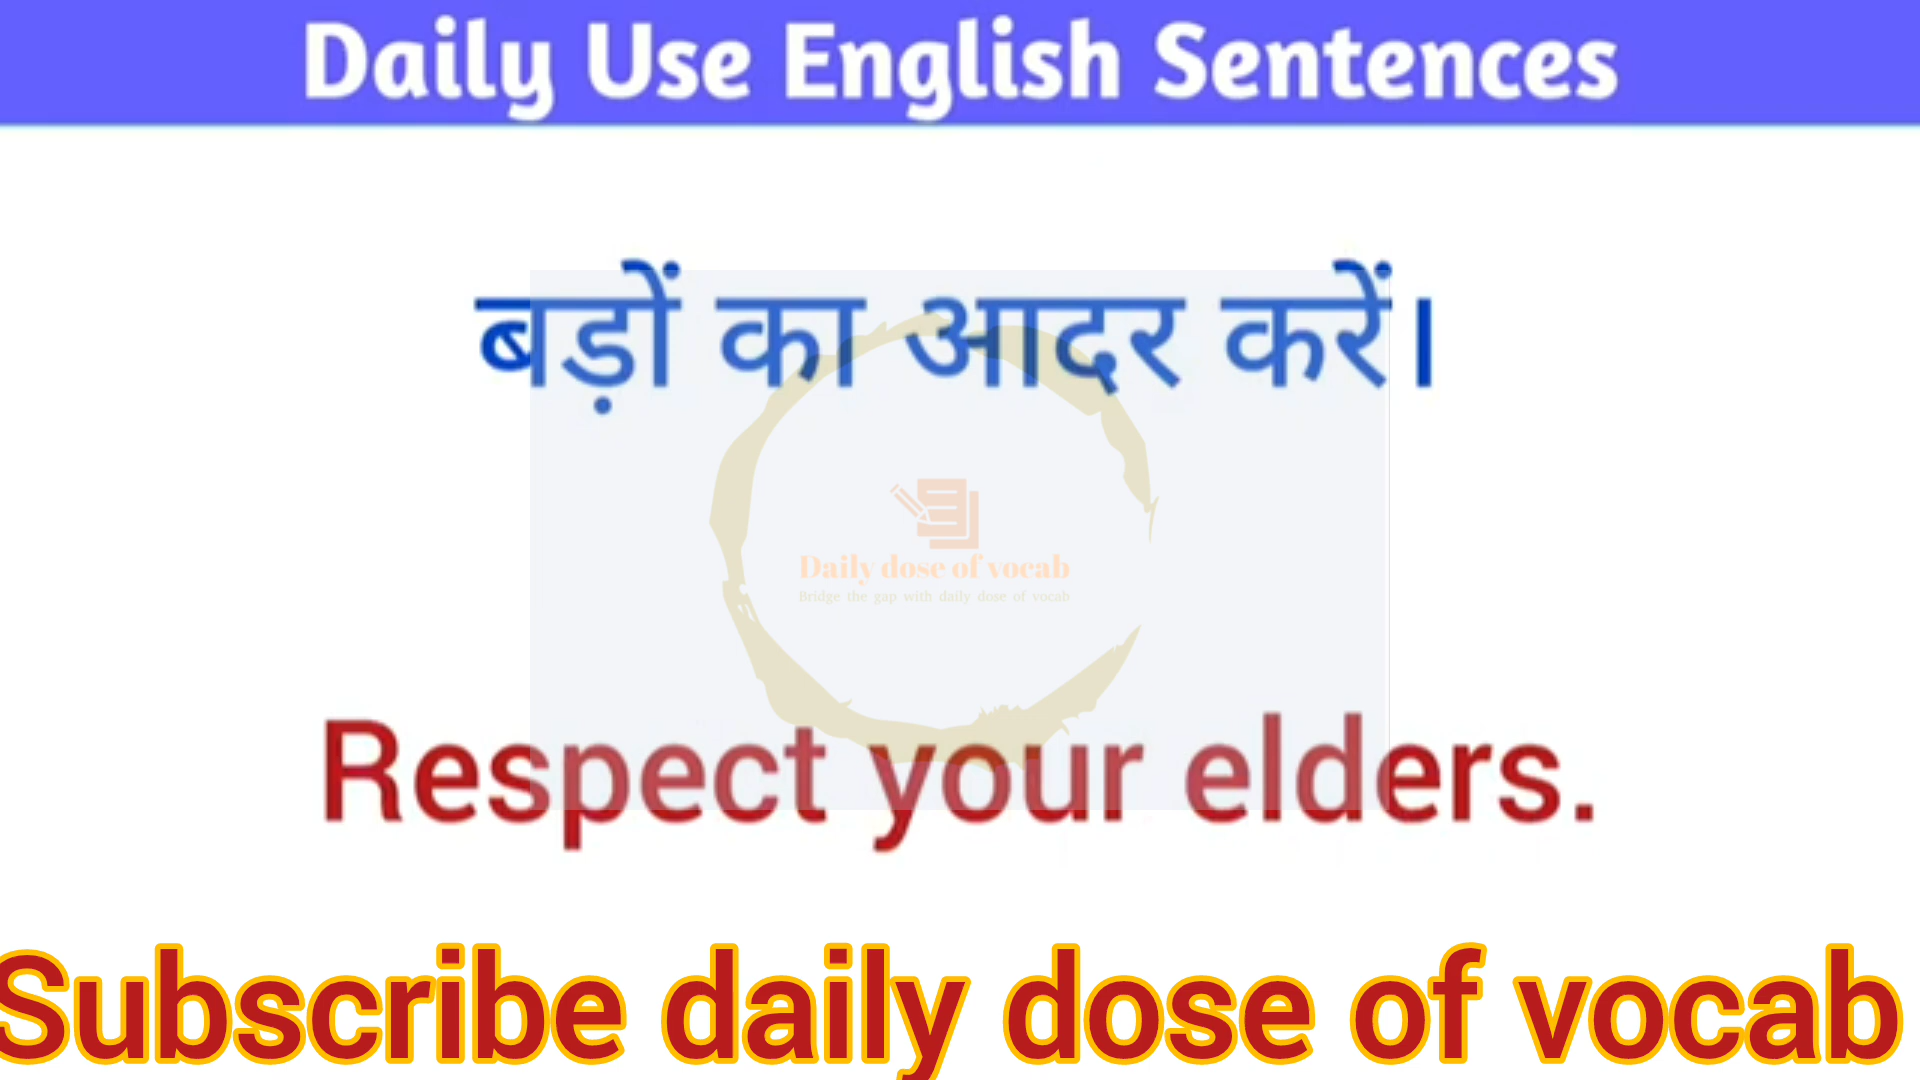 Daily Use English Sentences
बड़ों का आदर करें।
Daily dose of vocab
Bridge the gap with daily dose of vocab
Respect your elders.
Subscribe daily dose of vocab